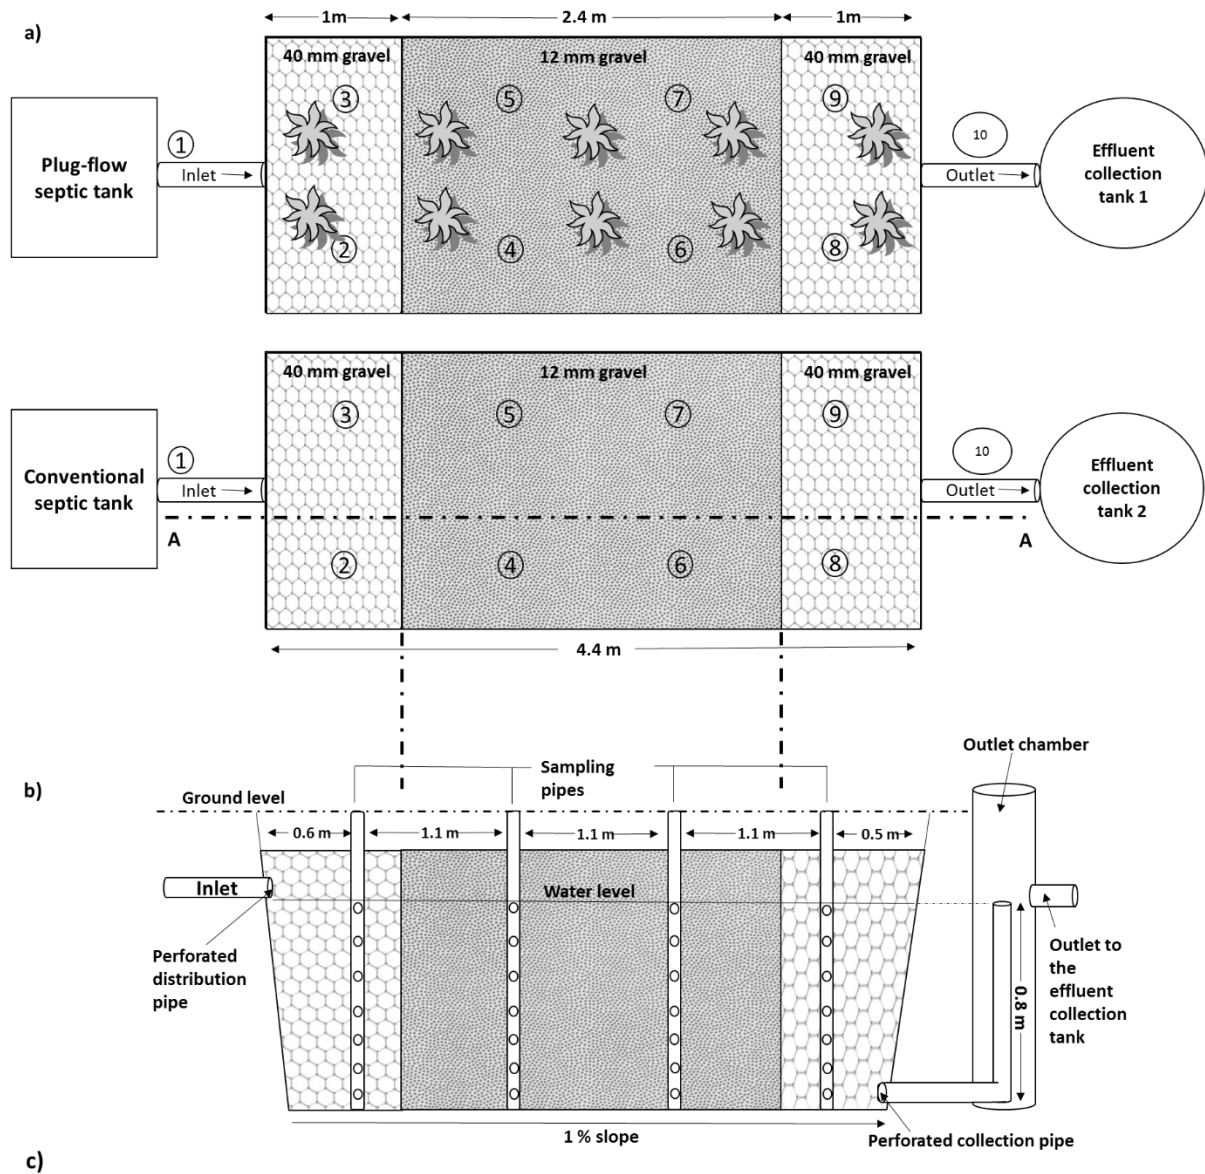 a)
1m
2.4 m
1m
40 mm gravel
12 mm gravel
40 mm gravel
3
5
7
9
1
10
Plug-flow
septic tank
Inlet
Outlet
Effluent
collection
tank 1
2
4
6
8
40 mm gravel
12 mm gravel
40 mm gravel
3
5
7
9
1
10
Conventional
septic tank
Inlet
Outlet
Effluent
collection
tank 2
A
A
2
4
6
8
4.4 m
b)
Sampling
pipes
Outlet chamber
Ground level
0.6 m
1.1 m
1.1 m
1.1 m
0.5 m
Inlet
Water level
Perforated
distribution
pipe
0.8 m
Outlet to
the
effluent
collection
tank
1 % slope
Perforated collection pipe
c)